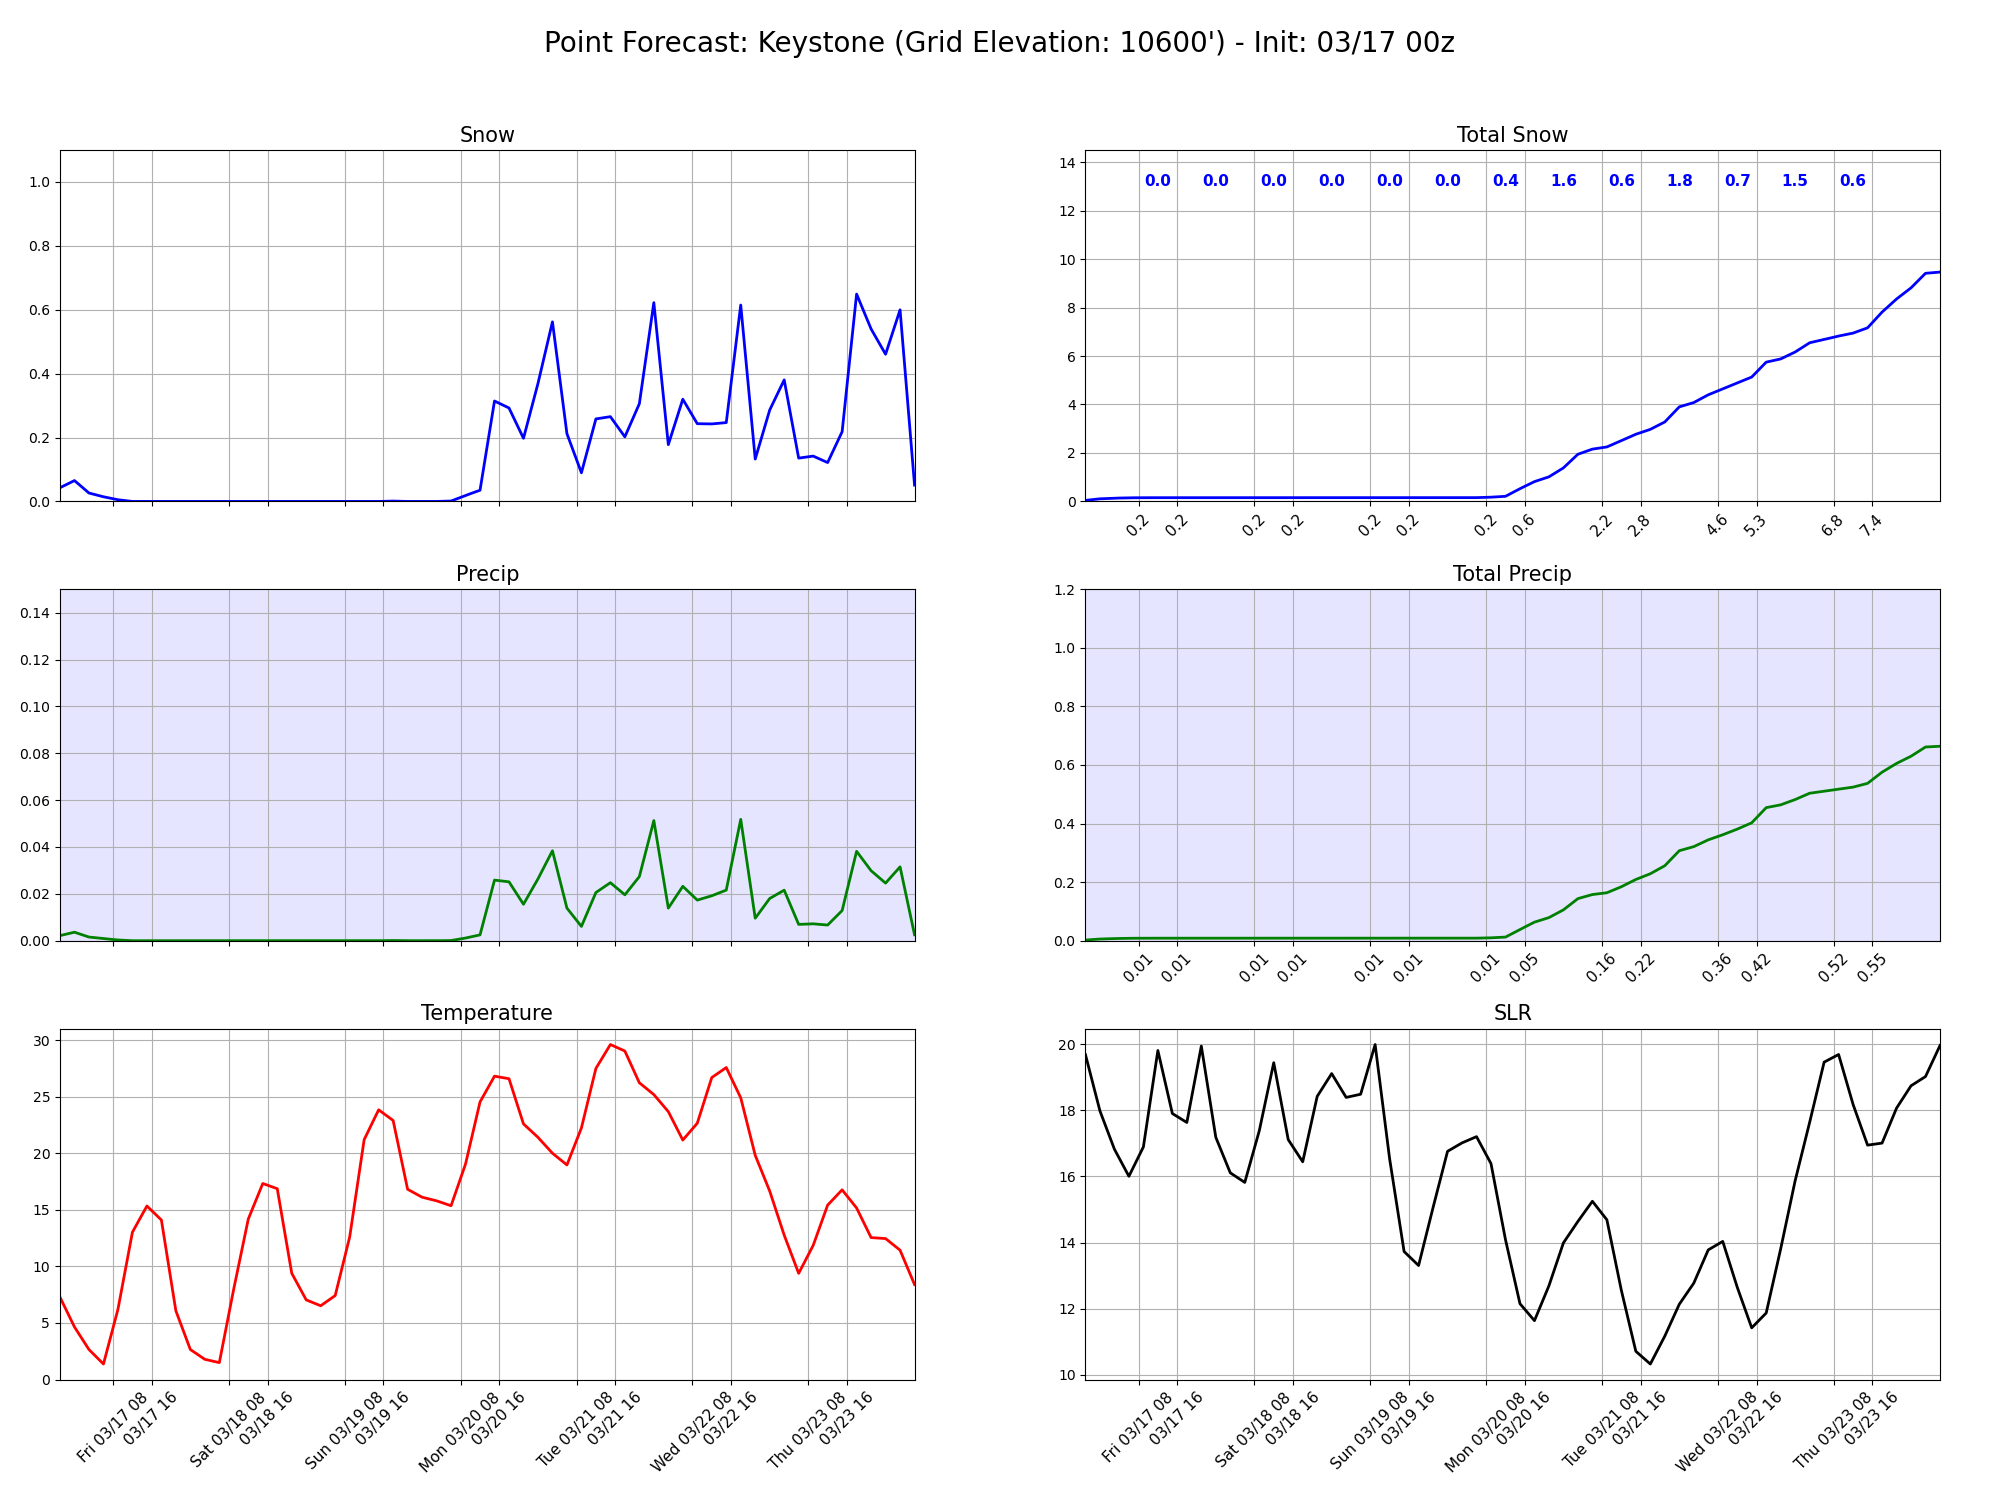 Point Forecast: Keystone (Grid Elevation: 10600') - Init: 03/17 00z
Snow
1.0
0.8
0.6
0.4
0.2
0.0
Total Snow
14
12
10
8
6
4
2
0
0.0 0.0 0.0 0.0 0.0 0.0 0.4 1.6 0.6 1.8 0.7 1.5 0.6
0.2 0.2 0.2 0.2 0.2 0.2 0.2 0.6 2.2 2.8 4.6 5.3 6.8 7.4
Precip
0.14
0.12
0.10
0.08
0.06
0.04
0.02
0.00
Total Precip
1.2
1.0
0.8
0.6
0.4
0.2
0.0
0.01 0.01 0.01 0.01 0.01 0.01 0.01 0.05 0.16 0.22 0.36 0.42 0.52 0.55
Temperature
30
25
20
15
10
5
0
Fri 03/17 08
03/17 16
Sat 03/18 08
03/18 16
Sun 03/19 08
03/19 16
Mon 03/20 08
03/20 16
Tue 03/21 08
03/21 16
Wed 03/22 08
03/22 16
Thu 03/23 08
03/23 16
SLR
20
18
16
14
12
10
Fri 03/17 08
03/17 16
Sat 03/18 08
03/18 16
Sun 03/19 08
03/19 16
Mon 03/20 08
03/20 16
Tue 03/21 08
03/21 16
Wed 03/22 08
03/22 16
Thu 03/23 08
03/23 16